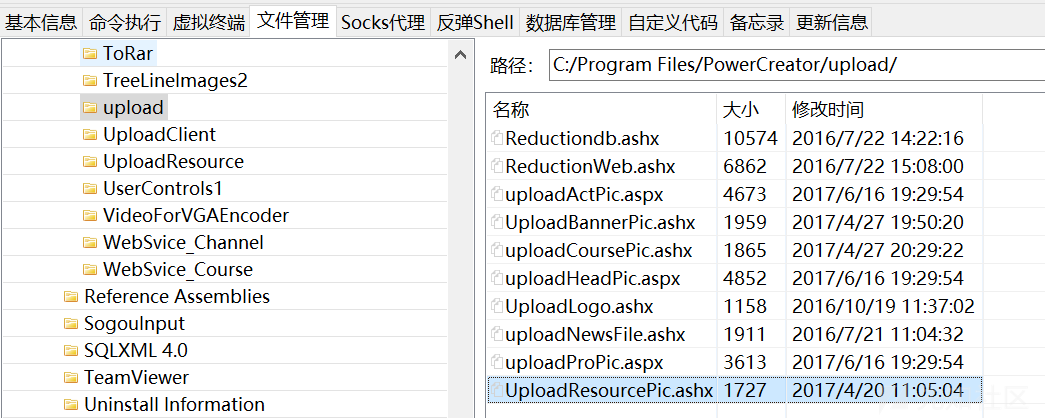 基本信息 命令执行 虚拟终端 文件管理 Socks代理 反弹Shell 数据库管理 自定义代码 备忘录 更新信息
ToRar
TreeLineImages2
upload
UploadClient
UploadResource
UserControls1
VideoForVGAEncoder
WebSvice_Channel
WebSvice_Course
Reference Assemblies
SogouInput
SQLXML 4.0
TeamViewer
Uninstall Information
路径： C:/Program Files/PowerCreator/upload/
名称 大小 修改时间
Reductiondb.ashx 10574 2016/7/22 14:22:16
ReductionWeb.ashx 6862 2016/7/22 15:08:00
uploadActPic.aspx 4673 2017/6/16 19:29:54
UploadBannerPic.ashx 1959 2017/4/27 19:50:20
uploadCoursePic.ashx 1865 2017/4/27 20:29:22
uploadHeadPic.aspx 4852 2017/6/16 19:29:54
UploadLogo.ashx 1158 2016/10/19 11:37:02
uploadNewsFile.ashx 1911 2016/7/21 11:04:32
uploadProPic.aspx 3613 2017/6/16 19:29:54
UploadResourcePic.ashx 1727 2017/4/20 11:05:04